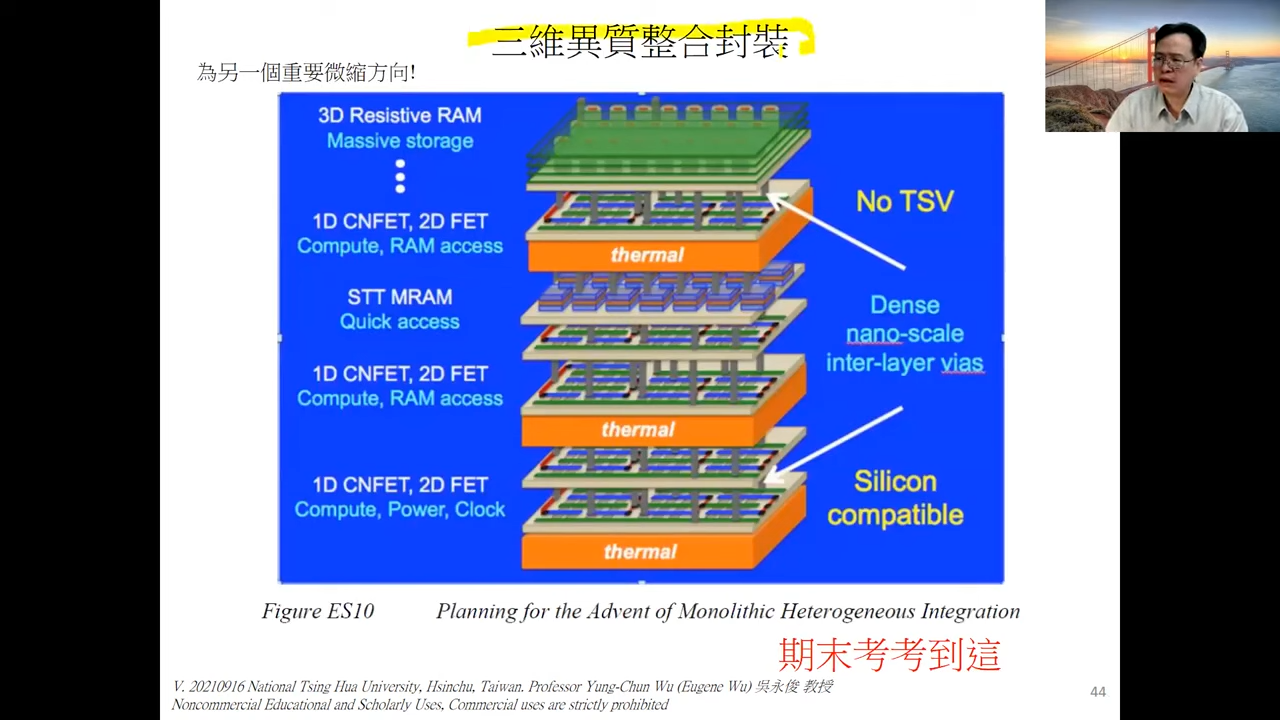 三維異質整合封裝
為另一個重要微縮方向!
3D Resistive RAM
Massive storage
1D CNFET, 2D FET
Compute, RAM access
thermal
STT MRAM
Quick access
1D CNFET, 2D FET
Compute, RAM access
thermal
1D CNFET, 2D FET
Compute, Power, Clock
thermal
No TSV
Dense
nano-scale
inter-layer vias
Silicon
compatible
Figure ES10 Planning for the Advent of Monolithic Heterogeneous Integration
期末考考到這
V. 20210916 National Tsing Hua University, Hsinchu, Taiwan. Professor Yung-Chun Wu (Eugene Wu) 吳永俊 教授
Noncommercial Educational and Scholarly Uses, Commercial uses are strictly prohibited
44